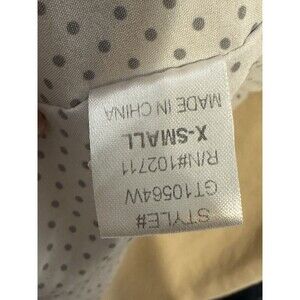 STYLE#
GT10564W
R/N#102711
X-SMALL
MADE IN CHINA